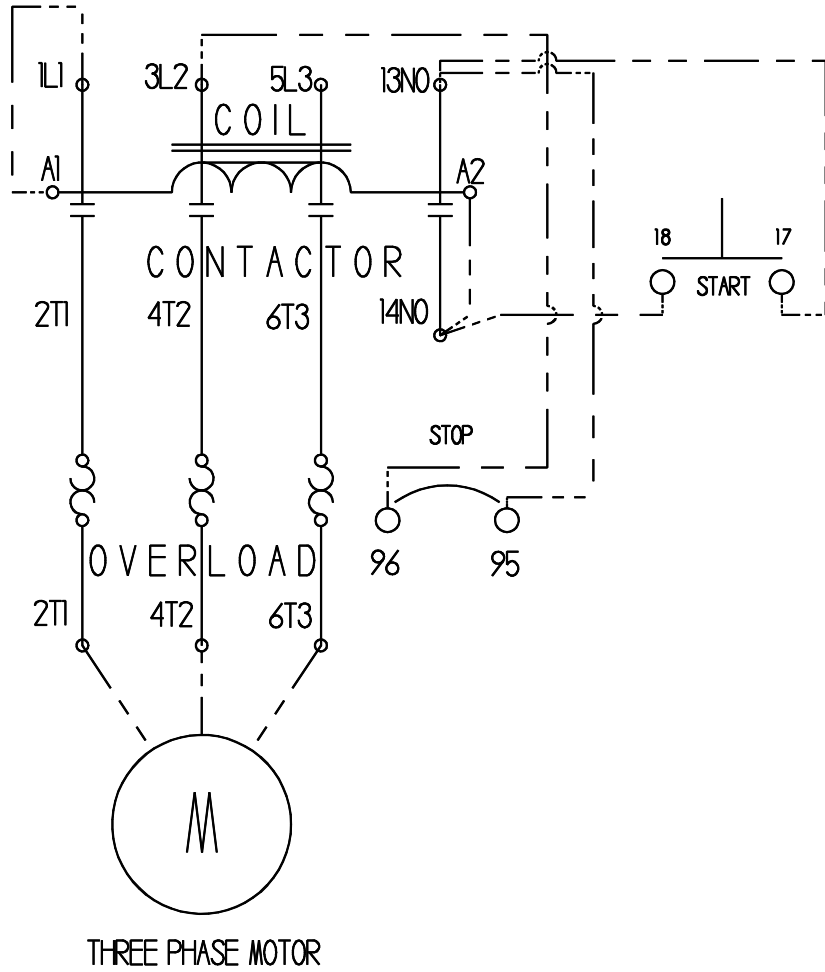 1L1 3L2 5L3 13NO
COIL
A1 A2
18 17
CONTACTOR
START
2T1 4T2 6T3 14NO
STOP
OVERLOAD
96 95
2T1 4T2 6T3
M
THREE PHASE MOTOR